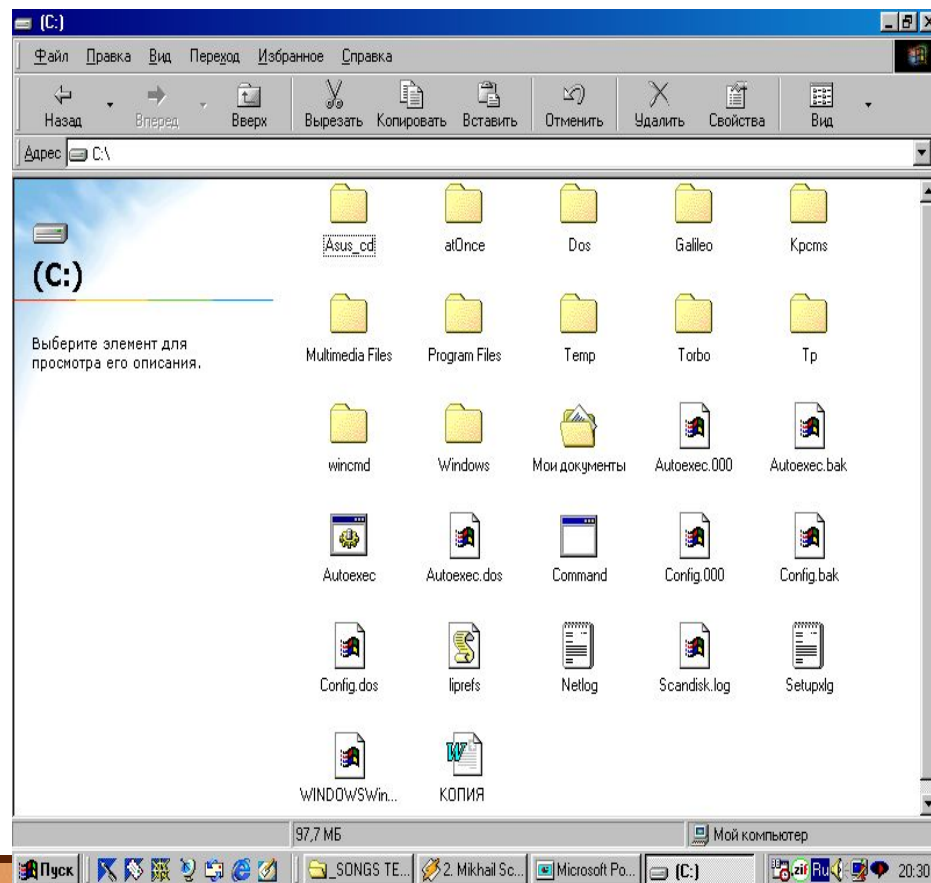 (C:)
Файл Правка Вид Переход Избранное Справка
Назад Вперед Вверх Вырезать Копировать Вставить Отменить Удалить Свойства Вид
Адрес C:\
(C:)
Выберите элемент для
просмотра его описания.
Asus_cd atOnce Dos Galileo Kpcms
Multimedia Files Program Files Temp Torbo Tp
wincmd Windows Мои документы Autoexec.000 Autoexec.bak
Autoexec Autoexec.dos Command Config.000 Config.bak
Config.dos liprefs Netlog Scandisk.log Setupxlg
WINDOWSWin... КОПИЯ
97,7 МБ Мой компьютер
Пуск _SONGS TE... 2. Mikhail Sc... Microsoft Po... (C:) zif Ru 20:30